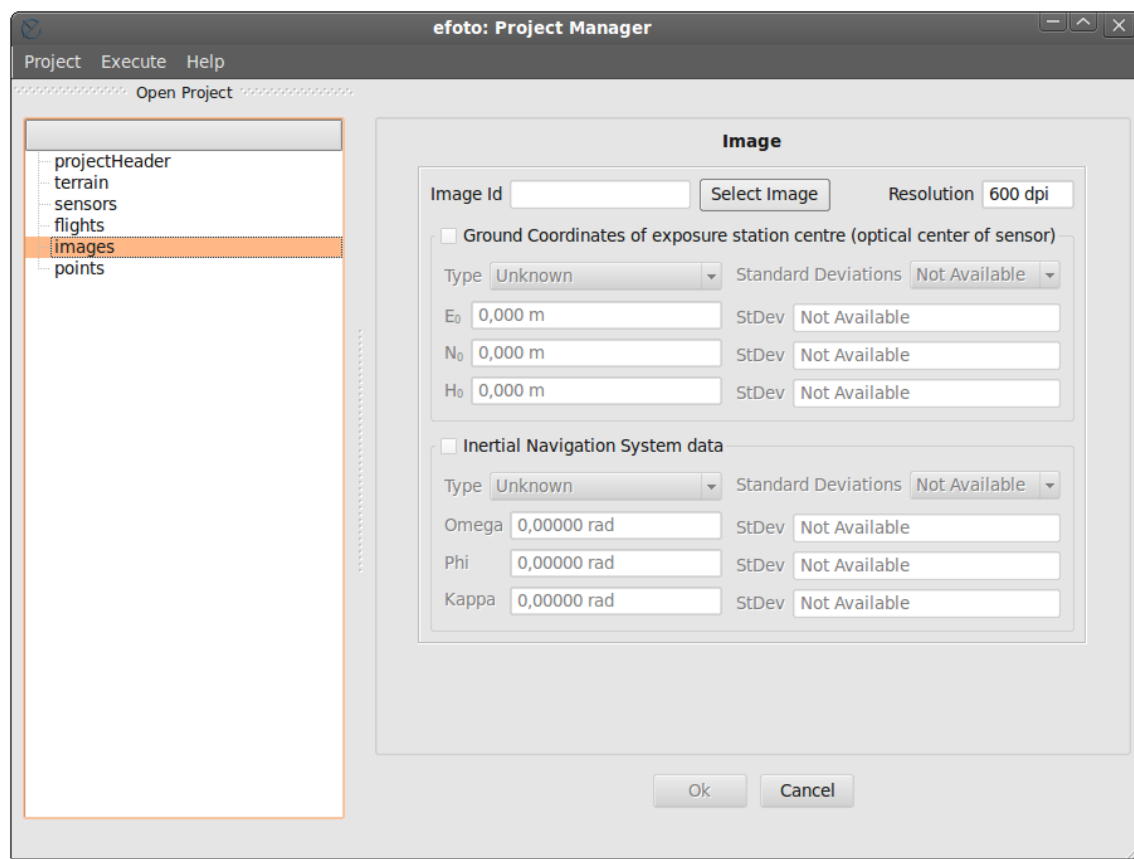 efoto: Project Manager
Project Execute Help
Open Project
projectHeader
terrain
sensors
flights
images
points
Image
Image Id Select Image Resolution 600 dpi
Ground Coordinates of exposure station centre (optical center of sensor)
Type Unknown Standard Deviations Not Available
E₀ 0,000 m StDev Not Available
N₀ 0,000 m StDev Not Available
H₀ 0,000 m StDev Not Available
Inertial Navigation System data
Type Unknown Standard Deviations Not Available
Omega 0,00000 rad StDev Not Available
Phi 0,00000 rad StDev Not Available
Kappa 0,00000 rad StDev Not Available
Ok Cancel